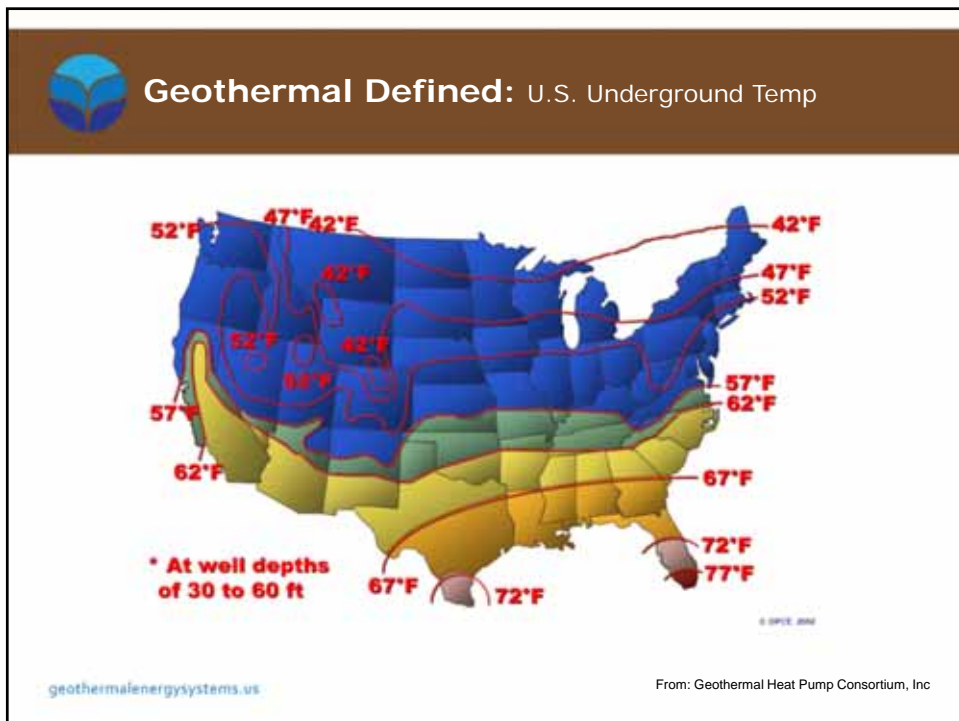 Geothermal Defined: U.S. Underground Temp
52°F
47°F
42°F
42°F
42°F
47°F
52°F
52°F
42°F
52°F
57°F
62°F
57°F
62°F
67°F
* At well depths
of 30 to 60 ft
67°F
72°F
72°F
77°F
geothermalenergysystems.us
From: Geothermal Heat Pump Consortium, Inc